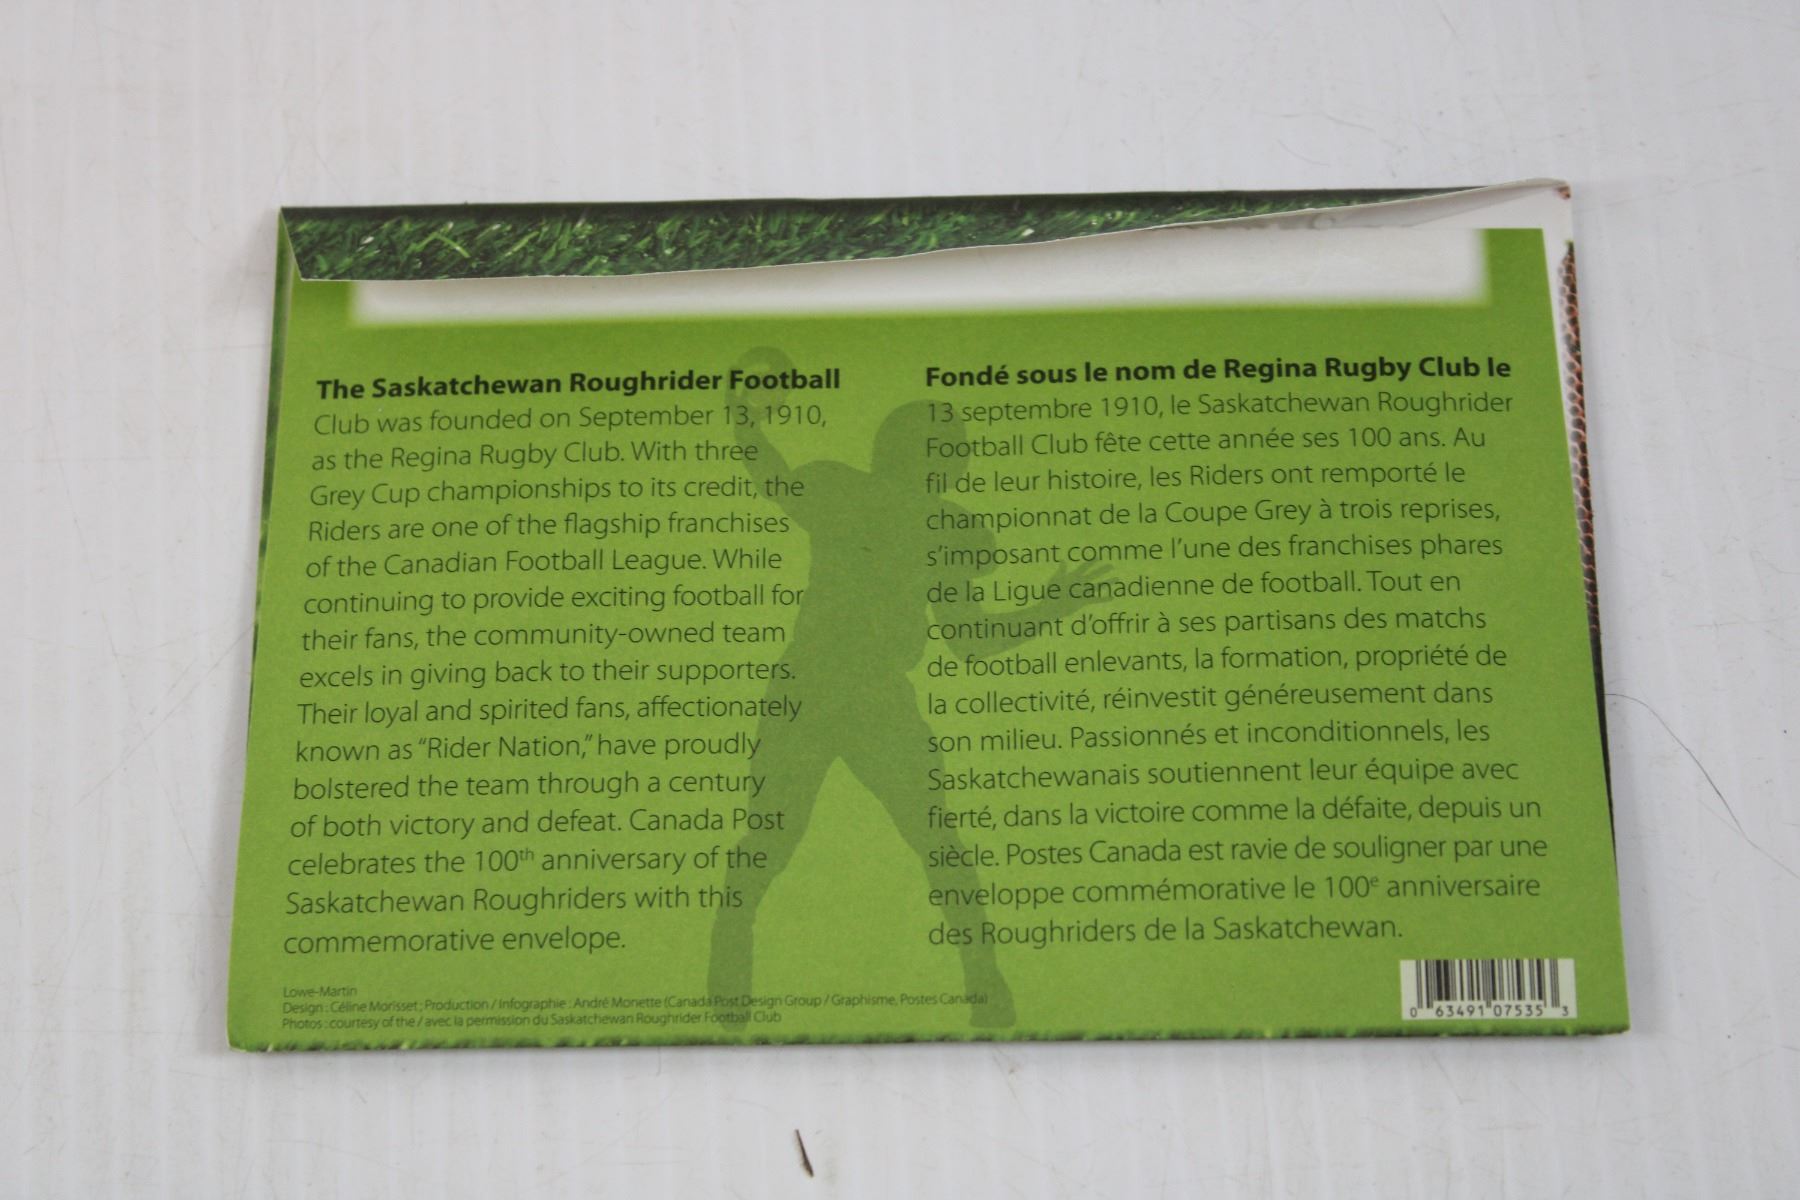 The Saskatchewan Roughrider Football
Club was founded on September 13, 1910,
as the Regina Rugby Club. With three
Grey Cup championships to its credit, the
Riders are one of the flagship franchises
of the Canadian Football League. While
continuing to provide exciting football for
their fans, the community-owned team
excels in giving back to their supporters.
Their loyal and spirited fans, affectionately
known as “Rider Nation,” have proudly
bolstered the team through a century
of both victory and defeat. Canada Post
celebrates the 100th anniversary of the
Saskatchewan Roughriders with this
commemorative envelope.
Fondé sous le nom de Regina Rugby Club le
13 septembre 1910, le Saskatchewan Roughrider
Football Club fête cette année ses 100 ans. Au
fil de leur histoire, les Riders ont remporté le
championnat de la Coupe Grey à trois reprises,
s’imposant comme l’une des franchises phares
de la Ligue canadienne de football. Tout en
continuant d’offrir à ses partisans des matchs
de football enlevants, la formation, propriété de
la collectivité, réinvestit généreusement dans
son milieu. Passionnés et inconditionnels, les
Saskatchewanais soutiennent leur équipe avec
fierté, dans la victoire comme la défaite, depuis un
siècle. Postes Canada est ravie de souligner par une
enveloppe commémorative le 100e anniversaire
des Roughriders de la Saskatchewan.
Lowe-Martin
Design : Céline Morisset; Production / Infographie : André Monette (Canada Post Design Group / Graphisme, Postes Canada)
Photos : courtesy of the / avec la permission du Saskatchewan Roughrider Football Club
0 63491 07535 3